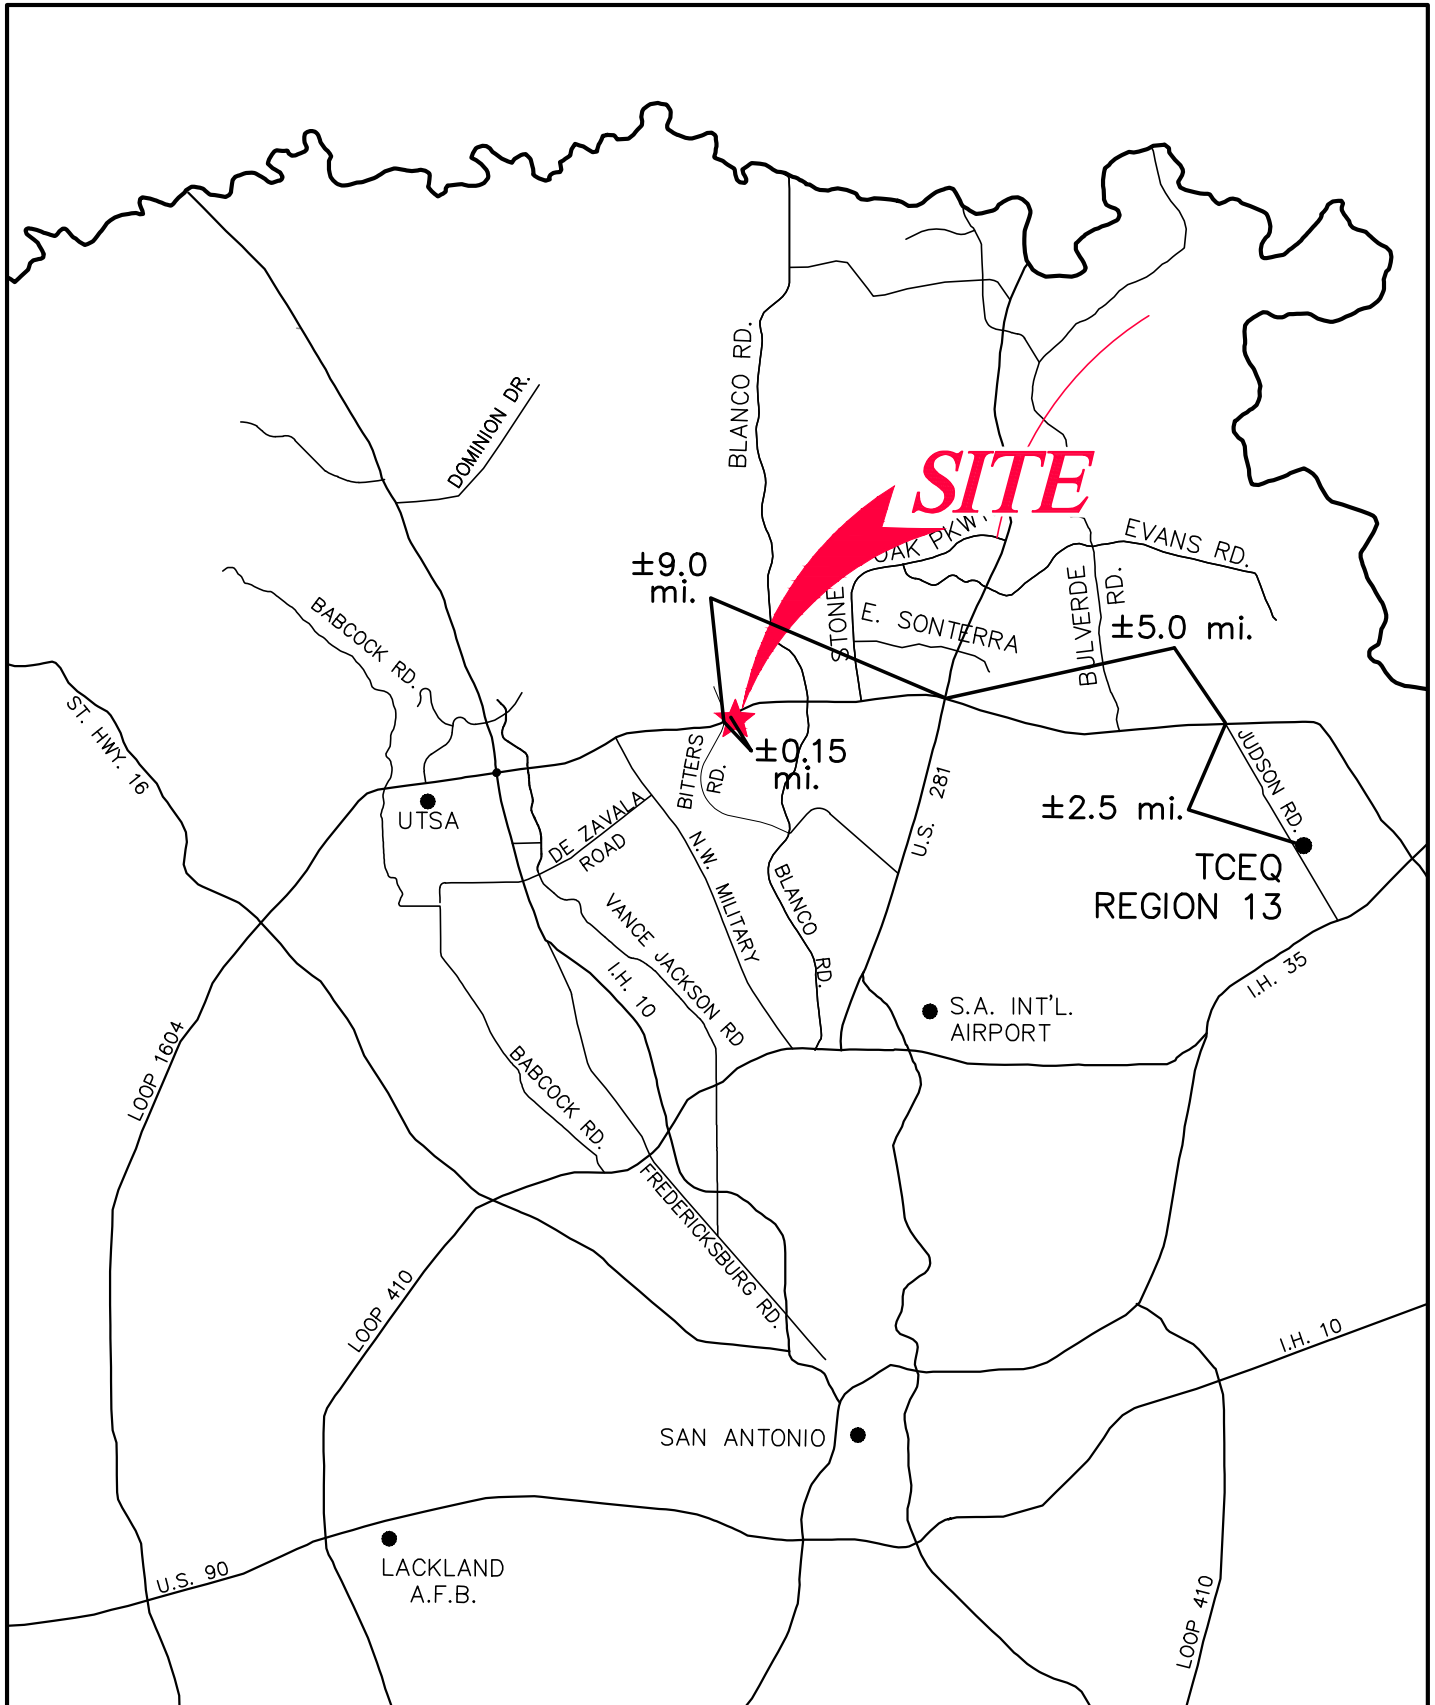 BLANCO RD.
DOMINION DR.
SITE
STONE OAK PKWY
EVANS RD.
±9.0
mi.
BULVERDE
RD.
E. SONTERRA
±5.0 mi.
BABCOCK RD.
ST. HWY. 16
±0.15
mi.
BITTERS
RD.
JUDSON RD.
U.S. 281
±2.5 mi.
UTSA
DE ZAVALA
ROAD
N.W. MILITARY
BLANCO RD.
TCEQ
REGION 13
VANCE JACKSON RD
I.H. 10
I.H. 35
S.A. INT'L.
AIRPORT
LOOP 1604
BABCOCK RD.
FREDERICKSBURG RD.
LOOP 410
I.H. 10
SAN ANTONIO
LACKLAND
A.F.B.
U.S. 90
LOOP 410